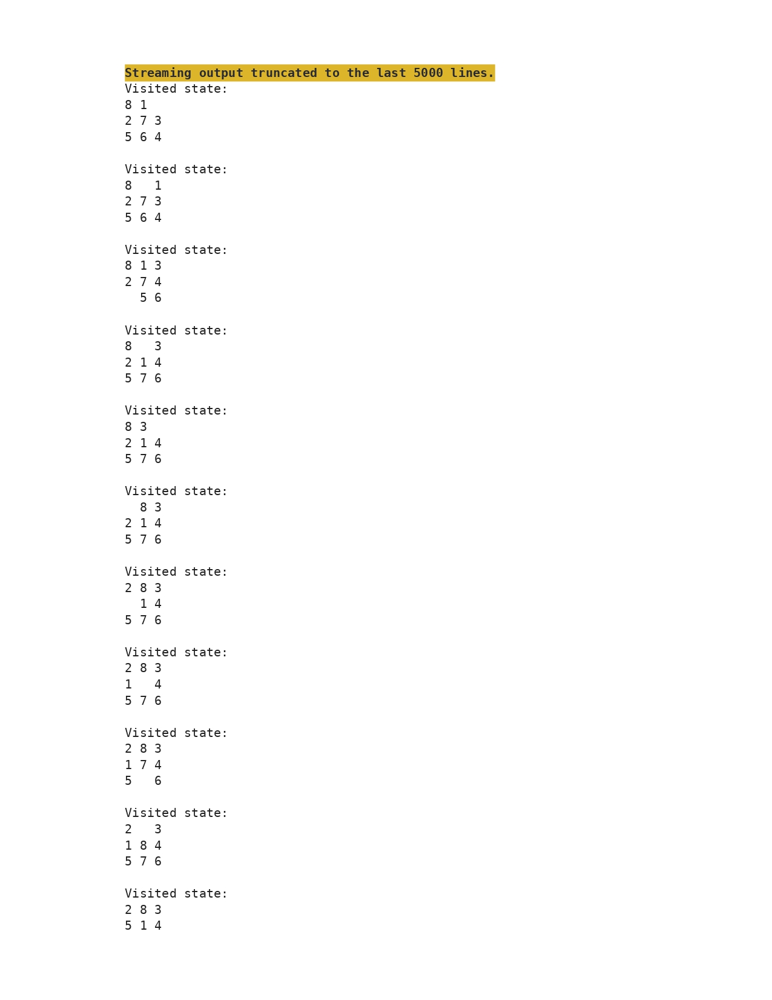 Streaming output truncated to the last 5000 lines.
Visited state:
8 1
2 7 3
5 6 4

Visited state:
8   1
2 7 3
5 6 4

Visited state:
8 1 3
2 7 4
  5 6

Visited state:
8   3
2 1 4
5 7 6

Visited state:
8 3
2 1 4
5 7 6

Visited state:
  8 3
2 1 4
5 7 6

Visited state:
2 8 3
  1 4
5 7 6

Visited state:
2 8 3
1   4
5 7 6

Visited state:
2 8 3
1 7 4
5   6

Visited state:
2   3
1 8 4
5 7 6

Visited state:
2 8 3
5 1 4